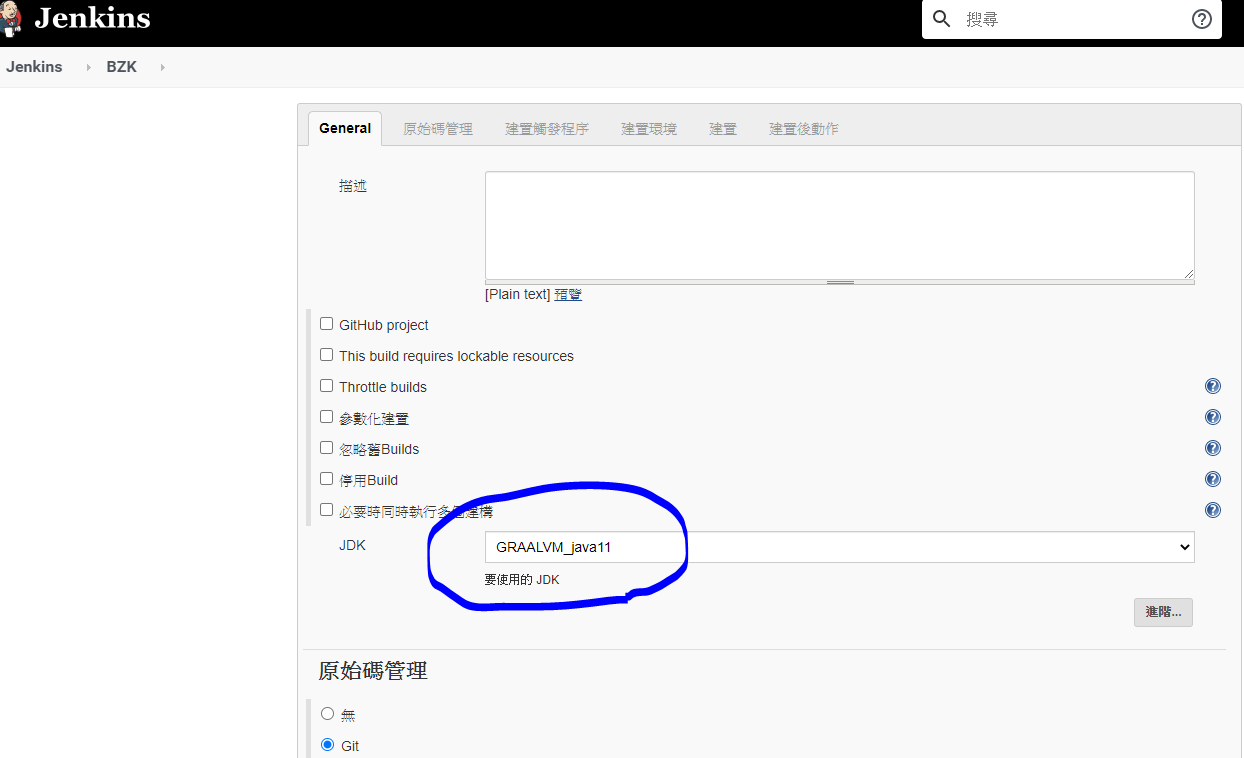 Jenkins
搜尋
Jenkins BZK
General 原始碼管理 建置觸發程序 建置環境 建置 建置後動作
描述
[Plain text] 預覽
GitHub project
This build requires lockable resources
Throttle builds
參數化建置
忽略舊Builds
停用Build
必要時同時執行多個建構
JDK
GRAALVM_java11
要使用的 JDK
進階...
原始碼管理
無
Git